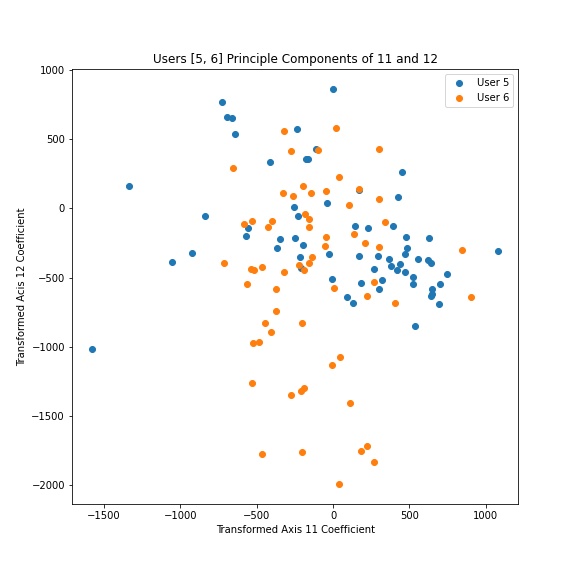 Users [5, 6] Principle Components of 11 and 12
User 5
User 6
1000
500
0
−500
−1000
−1500
−2000
Transformed Acis 12 Coefficient
−1500
−1000
−500
0
500
1000
Transformed Axis 11 Coefficient